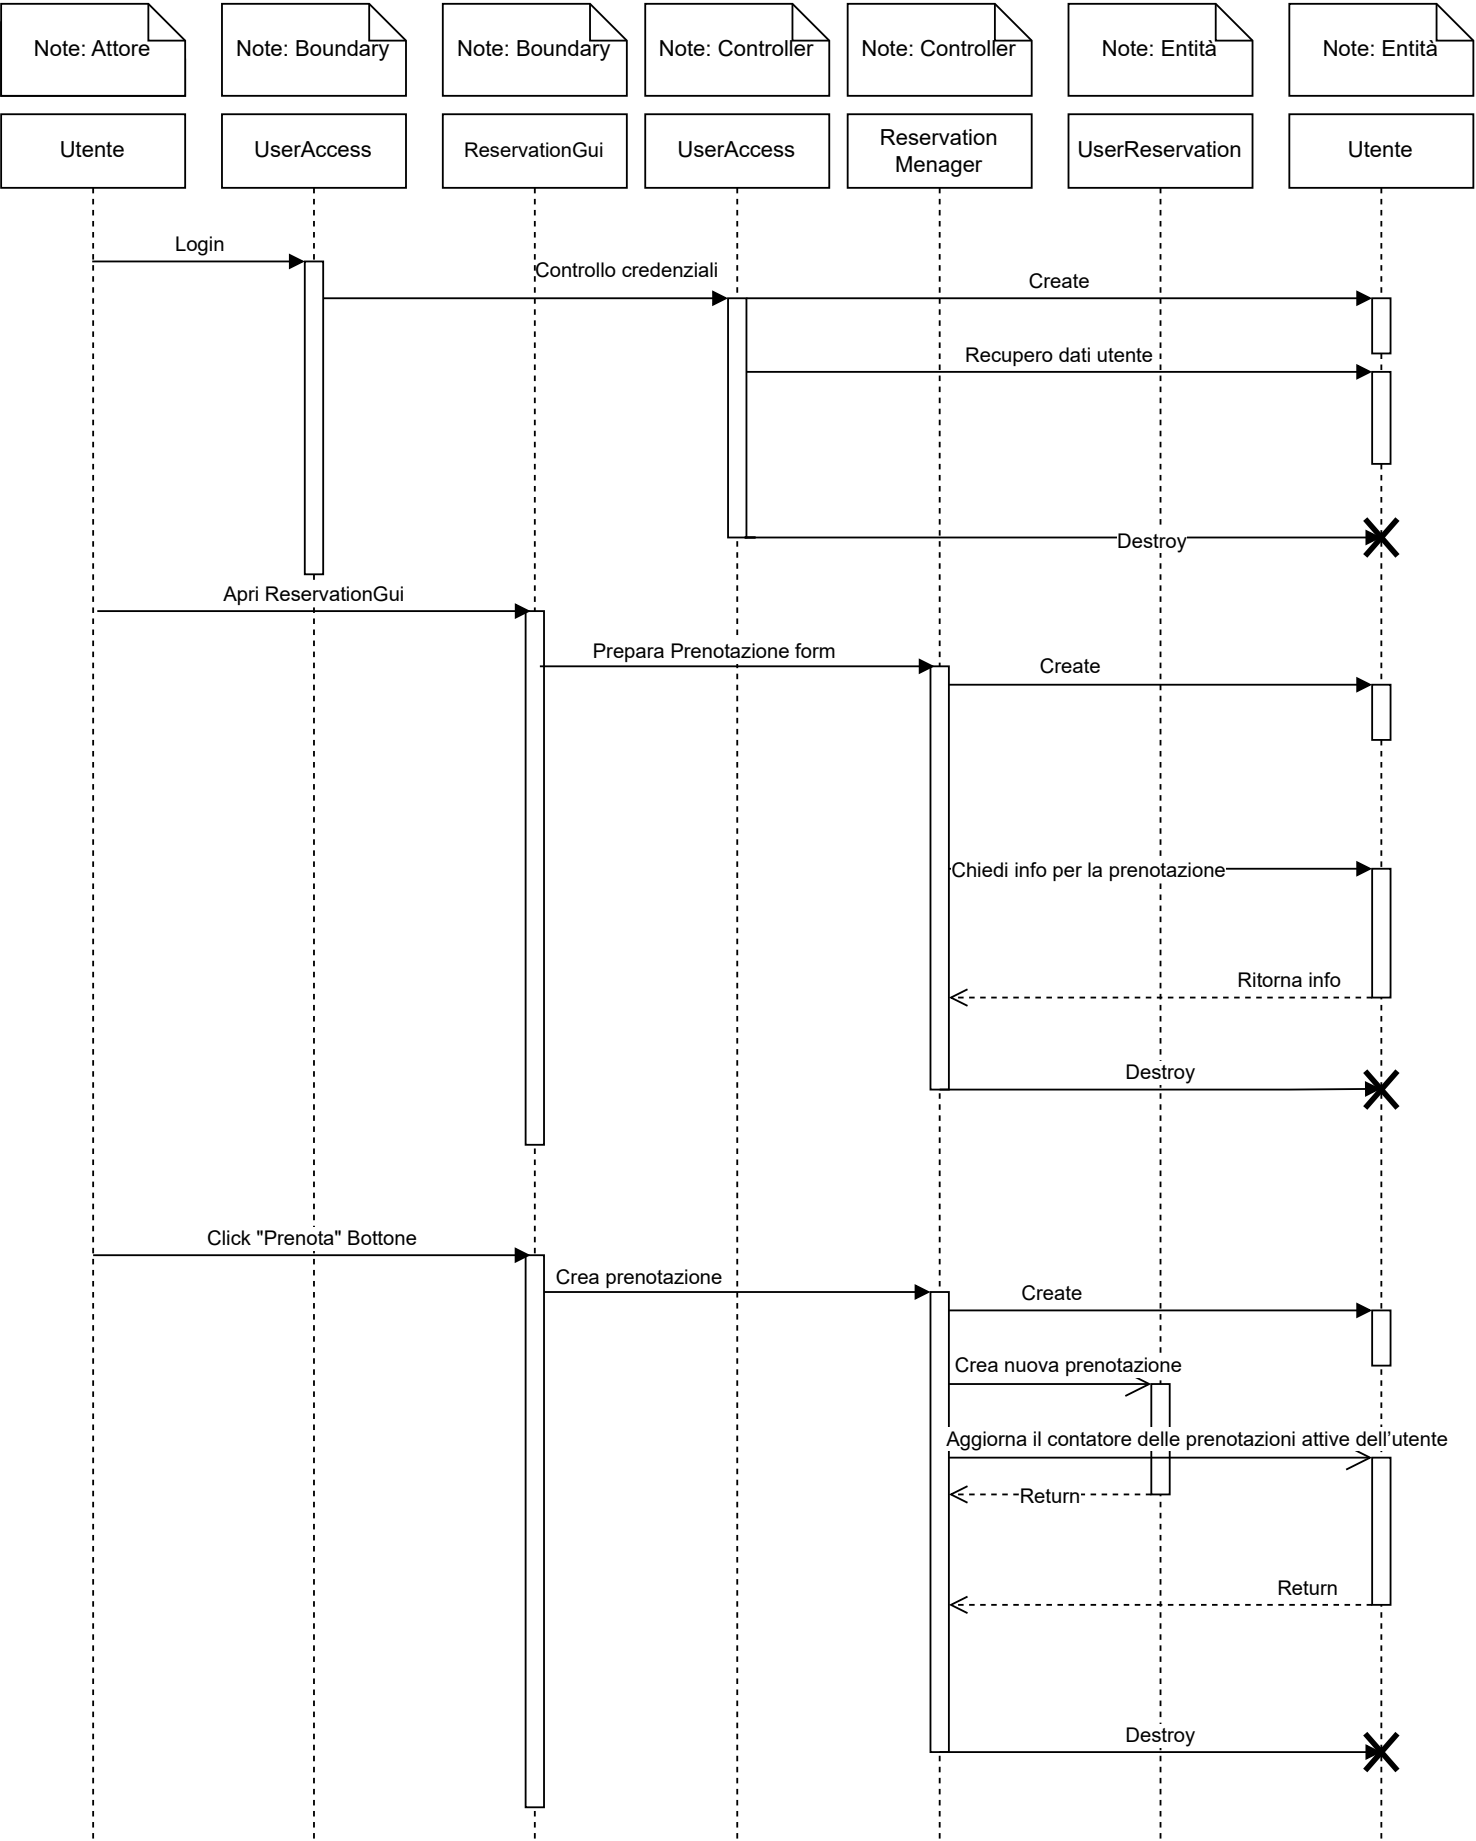 Note: Attore
Note: Boundary
Note: Boundary
Note: Controller
Note: Controller
Note: Entità
Note: Entità
Utente
UserAccess
ReservationGui
UserAccess
Reservation
Menager
UserReservation
Utente
Login
Controllo credenziali
Create
Recupero dati utente
Destroy
Apri ReservationGui
Prepara Prenotazione form
Create
Chiedi info per la prenotazione
Ritorna info
Destroy
Click "Prenota" Bottone
Crea prenotazione
Create
Crea nuova prenotazione
Aggiorna il contatore delle prenotazioni attive dell’utente
Return
Return
Destroy